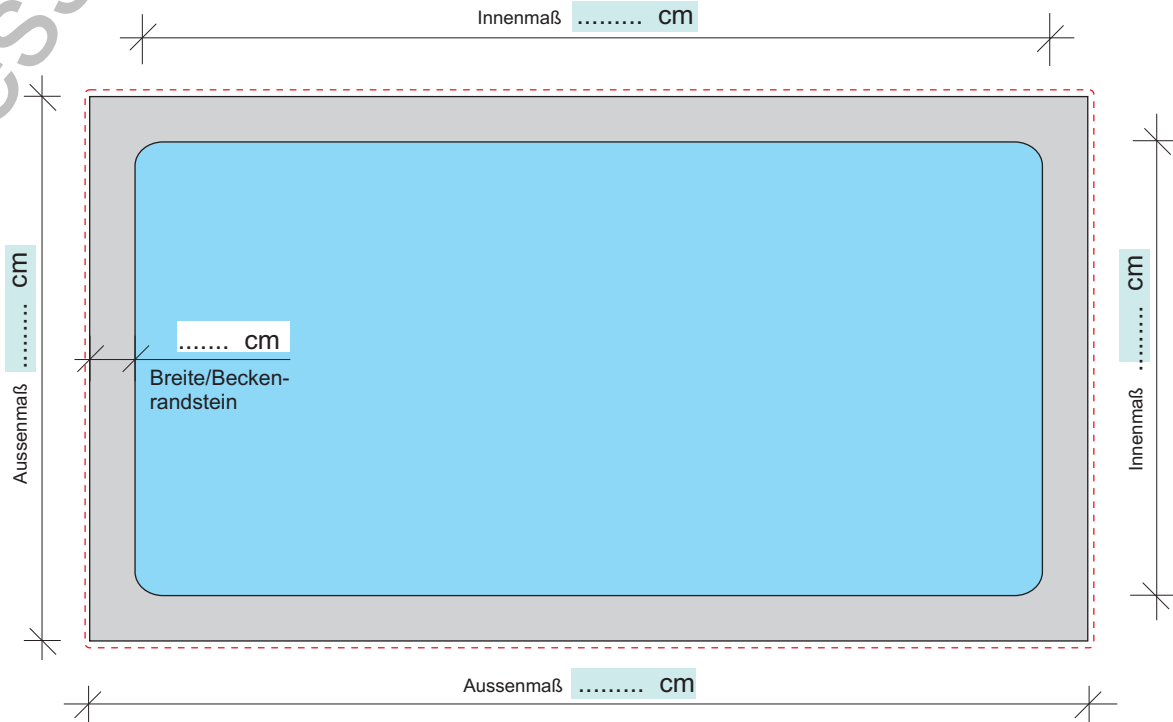 Innenmaß ......... cm
Aussenmaß ......... cm
....... cm
Breite/Becken-
randstein
Innenmaß ........ cm
Aussenmaß ......... cm